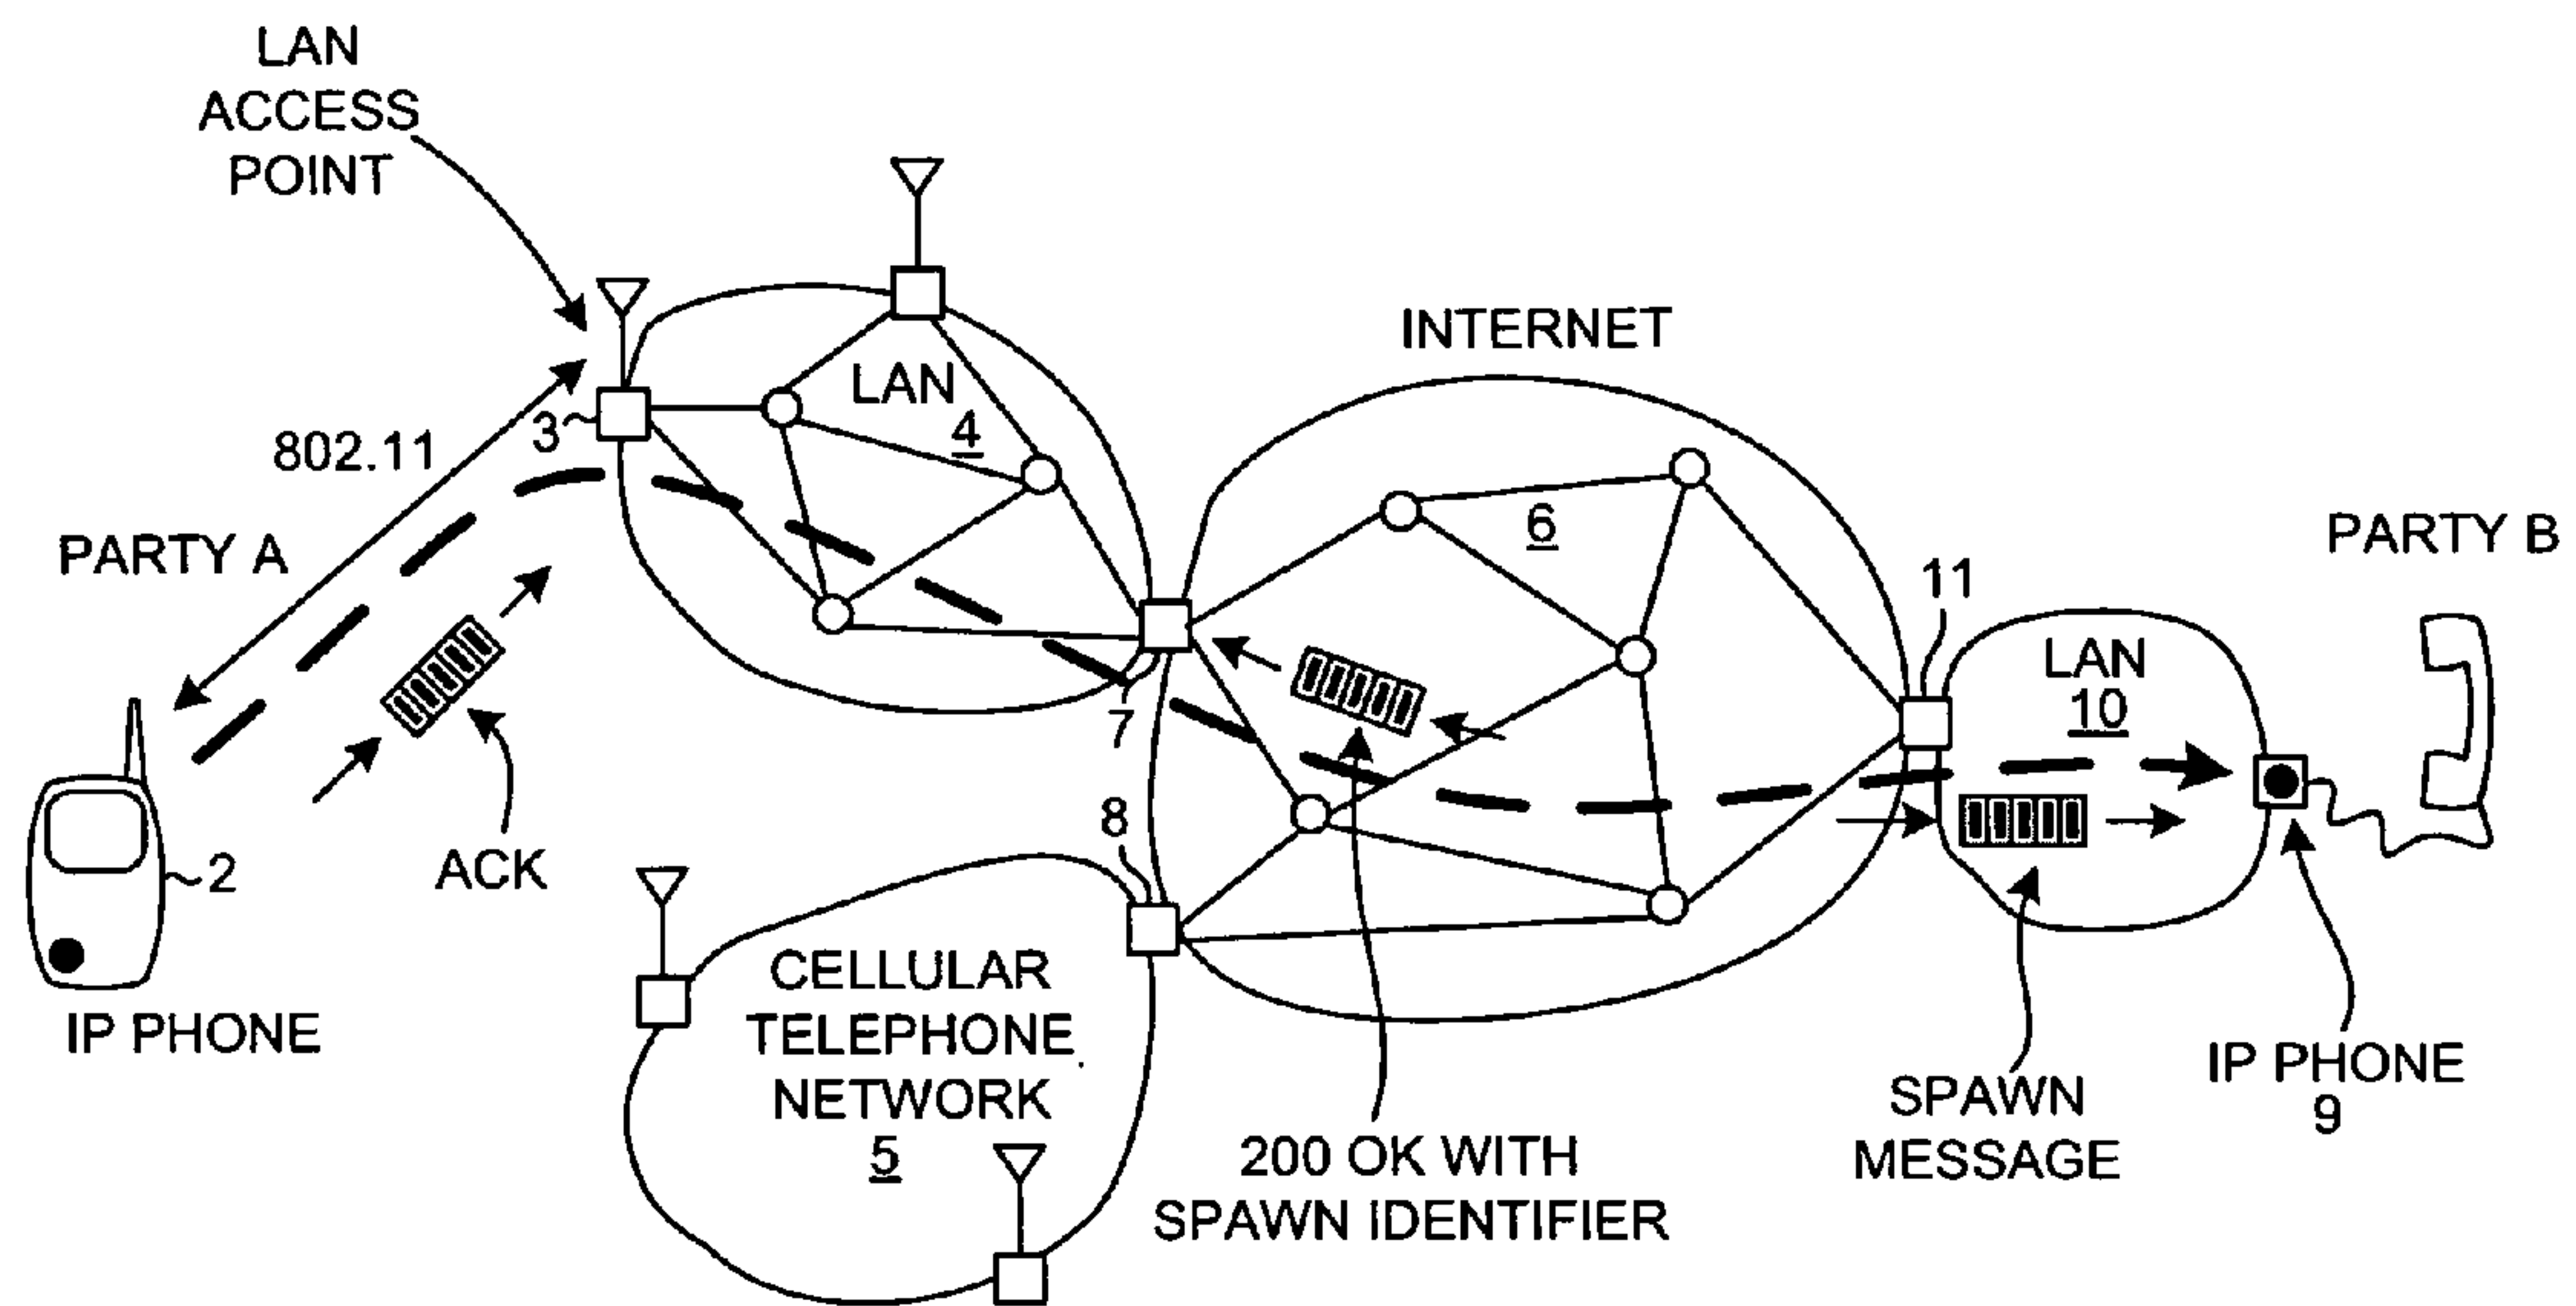 LAN
ACCESS
POINT
LAN
4
INTERNET
3
802.11
6
PARTY A
PARTY B
11
LAN
10
7
8
2
ACK
IP PHONE
CELLULAR
TELEPHONE
NETWORK
5
200 OK WITH
SPAWN IDENTIFIER
SPAWN
MESSAGE
IP PHONE
9